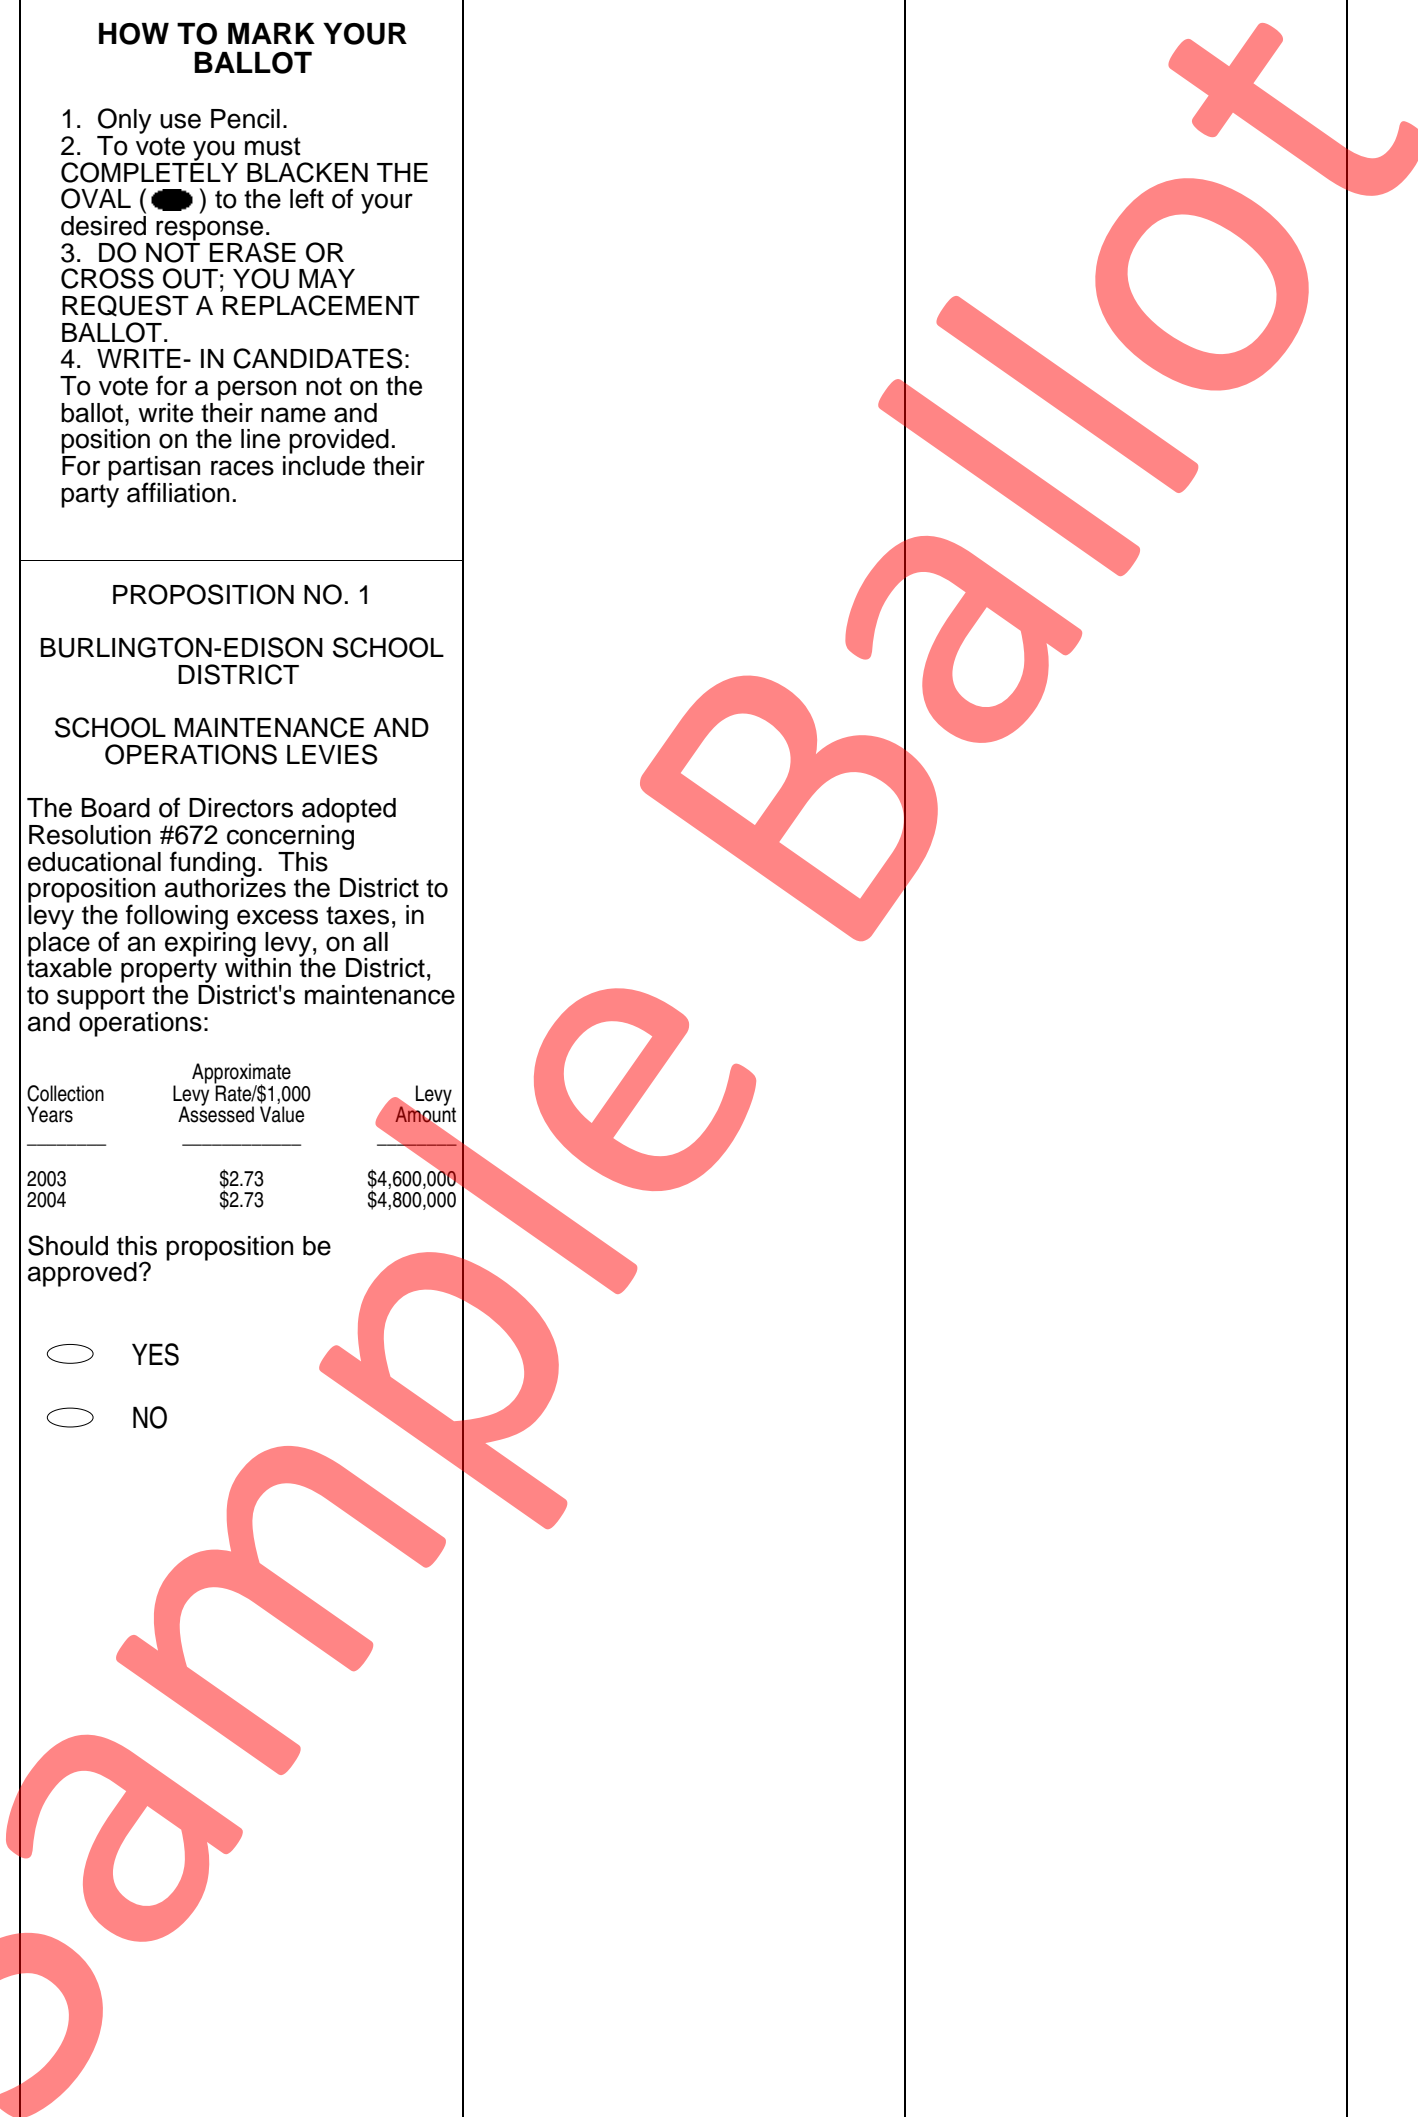 HOW TO MARK YOUR
BALLOT
1.  Only use Pencil.
2.  To vote you must
COMPLETELY BLACKEN THE
OVAL ( ) to the left of your
desired response.
3.  DO NOT ERASE OR
CROSS OUT; YOU MAY
REQUEST A REPLACEMENT
BALLOT.
4.  WRITE- IN CANDIDATES:
To vote for a person not on the
ballot, write their name and
position on the line provided.
For partisan races include their
party affiliation.
PROPOSITION NO. 1
BURLINGTON-EDISON SCHOOL
DISTRICT
SCHOOL MAINTENANCE AND
OPERATIONS LEVIES
The Board of Directors adopted
Resolution #672 concerning
educational funding.  This
proposition authorizes the District to
levy the following excess taxes, in
place of an expiring levy, on all
taxable property within the District,
to support the District's maintenance
and operations:
Approximate
Collection Levy Rate/$1,000 Levy
Years Assessed Value Amount
2003 $2.73 $4,600,000
2004 $2.73 $4,800,000
Should this proposition be
approved?
YES
NO
Sample Ballot